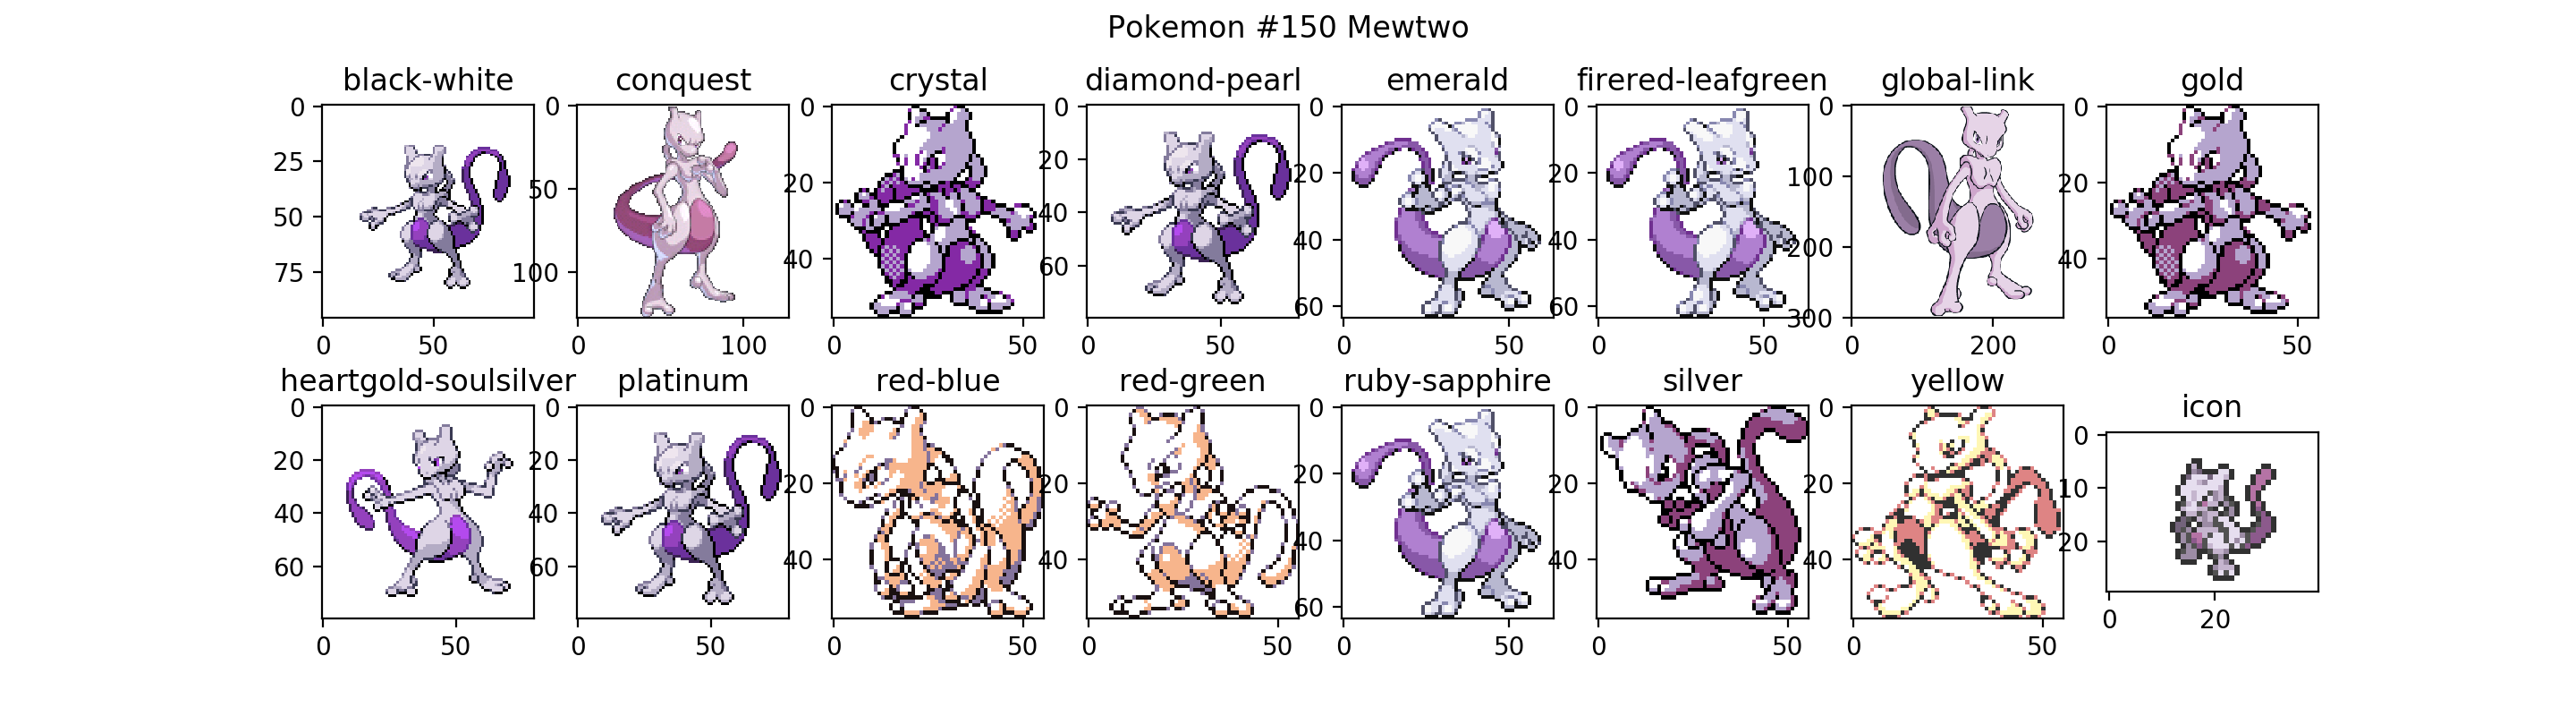 Pokemon #150 Mewtwo
black-white conquest crystal diamond-pearl emerald firered-leafgreen global-link gold
0 0 0 0 0 0 0 0
25 50 20 20 20 20 100 20
50 100 40 40 40 40 200 40
75 60 60 60 300
0 50 0 100 0 50 0 50 0 50 0 50 0 200 0 50
heartgold-soulsilver platinum red-blue red-green ruby-sapphire silver yellow icon
0 0 0 0 0 0 0 0
20 20 20 20 20 20 20 10
40 40 40 40 40 40 40 20
60 60 60
0 50 0 50 0 50 0 50 0 50 0 50 0 50 0 20